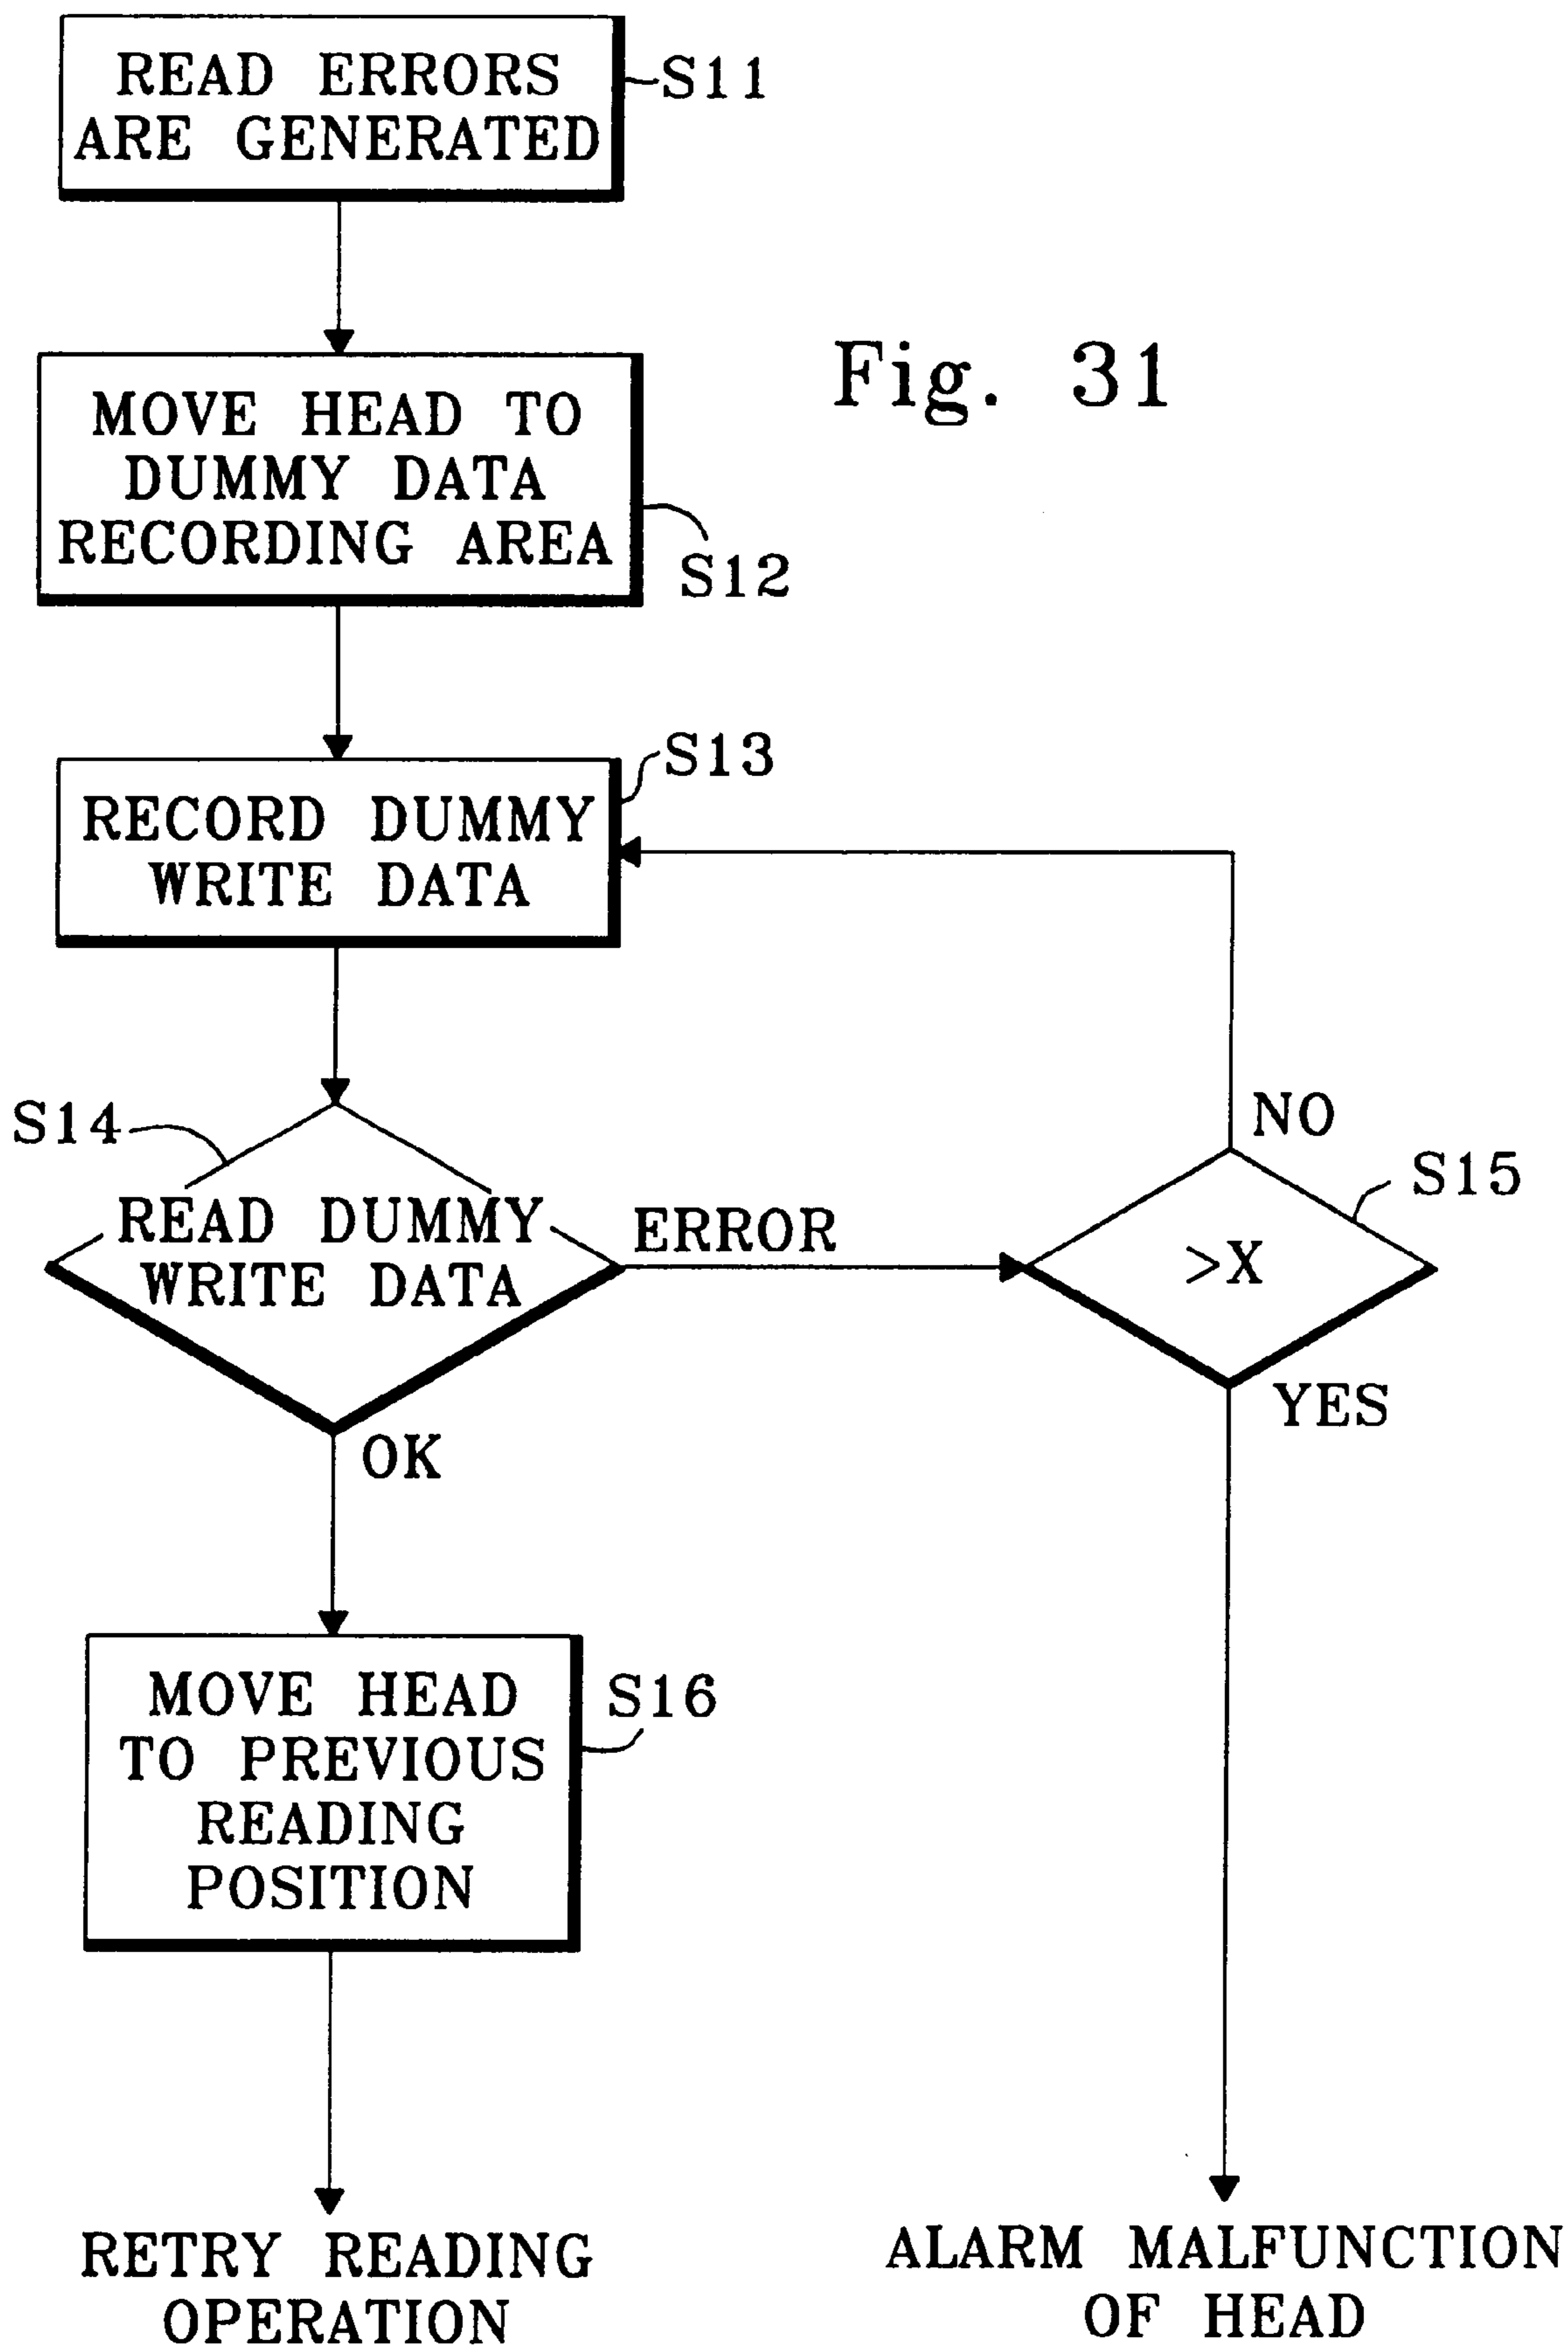 READ ERRORS
ARE GENERATED
S11
Fig. 31
MOVE HEAD TO
DUMMY DATA
RECORDING AREA
S12
S13
RECORD DUMMY
WRITE DATA
S14
READ DUMMY
WRITE DATA
ERROR
NO
S15
>X
YES
OK
MOVE HEAD
TO PREVIOUS
READING
POSITION
S16
RETRY READING
OPERATION
ALARM MALFUNCTION
OF HEAD